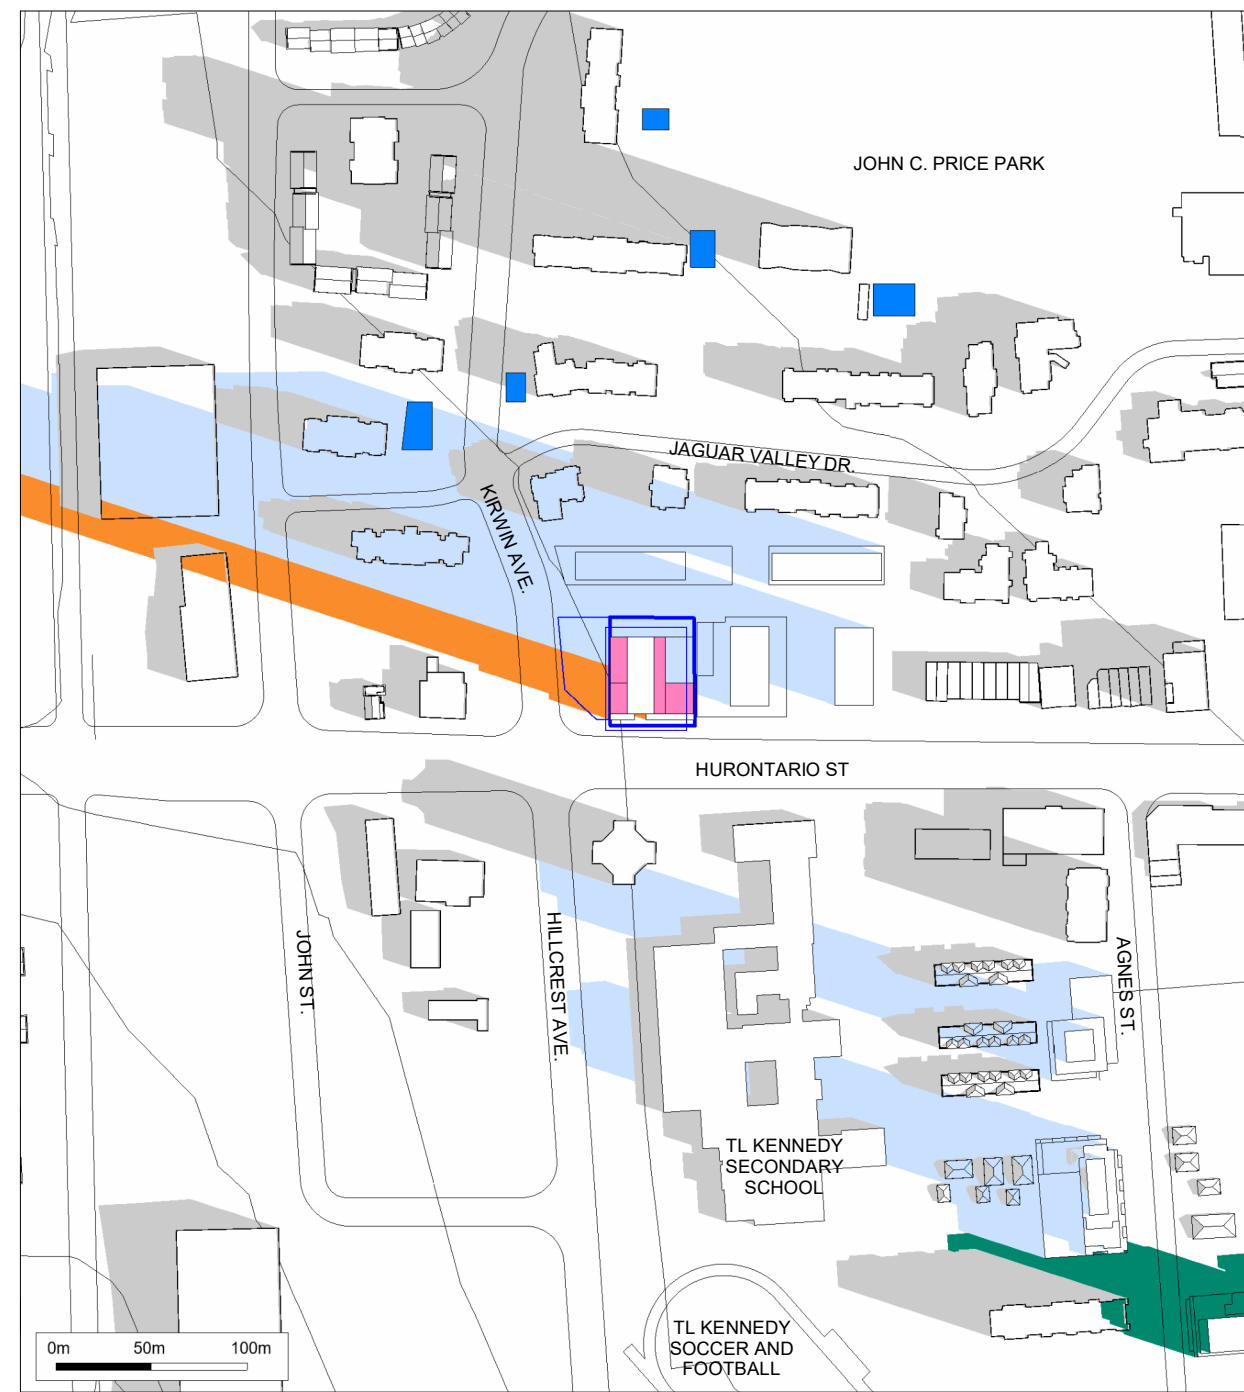 JOHN C. PRICE PARK
JAGUAR VALLEY DR.
KIRWIN AVE.
HURONTARIO ST
JOHN ST.
HILLCREST AVE.
AGNES ST.
TL KENNEDY
SECONDARY
SCHOOL
TL KENNEDY
SOCCER AND
FOOTBALL
0m 50m 100m